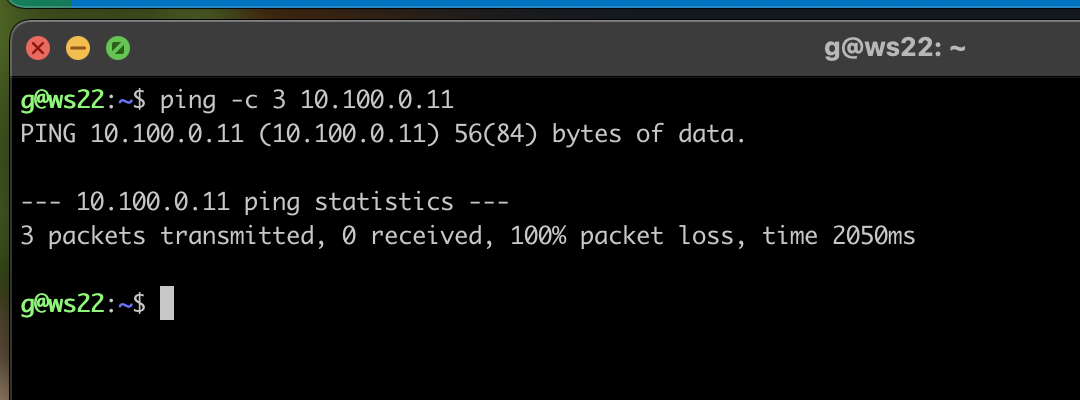 g@ws22: ~
g@ws22:~$ ping -c 3 10.100.0.11
PING 10.100.0.11 (10.100.0.11) 56(84) bytes of data.
--- 10.100.0.11 ping statistics ---
3 packets transmitted, 0 received, 100% packet loss, time 2050ms
g@ws22:~$